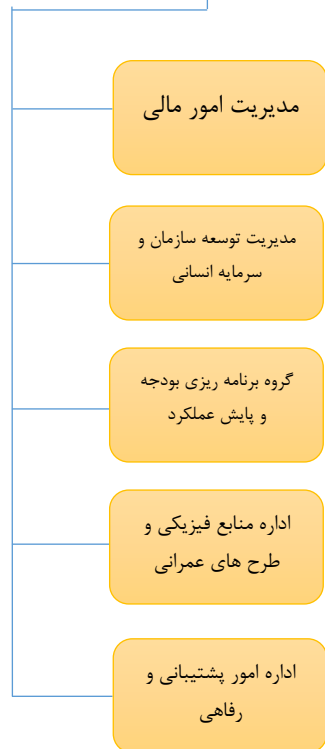 مدیریت امور مالی
مدیریت توسعه سازمان و
سرمایه انسانی
گروه برنامه ریزی بودجه
و پایش عملکرد
اداره منابع فیزیکی و
طرح های عمرانی
اداره امور پشتیبانی و
رفاهی